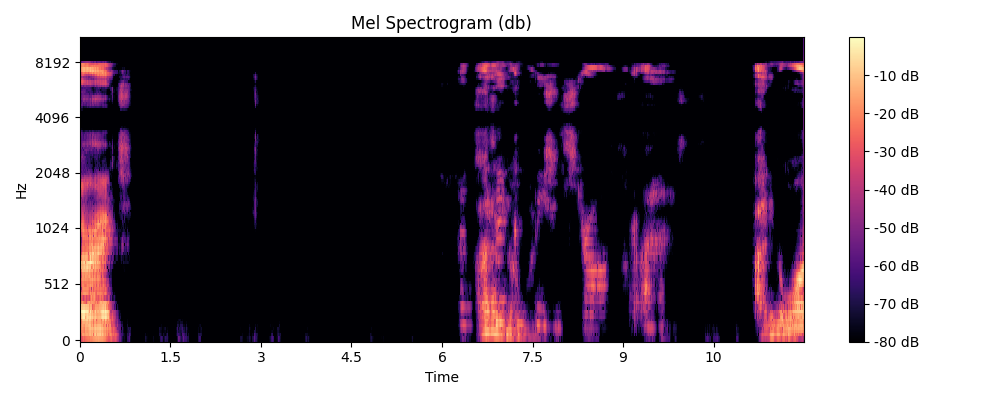 Mel Spectrogram (db)
8192
4096
2048
1024
512
0
Hz
0 1.5 3 4.5 6 7.5 9 10
Time
-10 dB
-20 dB
-30 dB
-40 dB
-50 dB
-60 dB
-70 dB
-80 dB